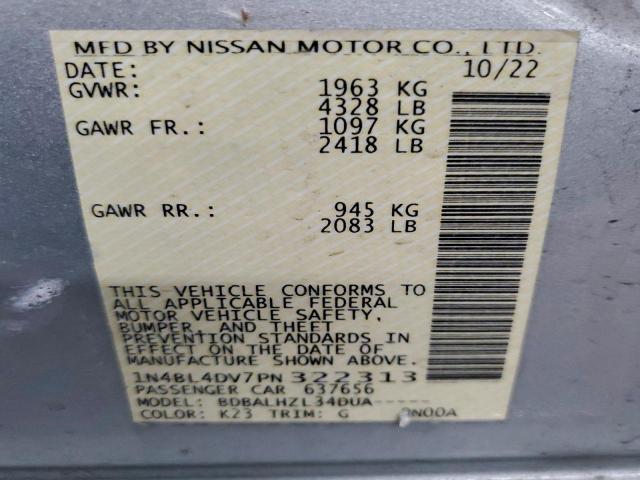 MFD BY NISSAN MOTOR CO., LTD.
DATE: 10/22
GVWR: 1963 KG
4328 LB
GAWR FR.: 1097 KG
2418 LB
GAWR RR.: 945 KG
2083 LB
THIS VEHICLE CONFORMS TO
ALL APPLICABLE FEDERAL
MOTOR VEHICLE SAFETY,
BUMPER, AND THEFT
PREVENTION STANDARDS IN
EFFECT ON THE DATE OF
MANUFACTURE SHOWN ABOVE.
1N4BL4DV7PN322313
PASSENGER CAR 637656
MODEL: BDBALHZL34DUA-----
COLOR: K23 TRIM: G